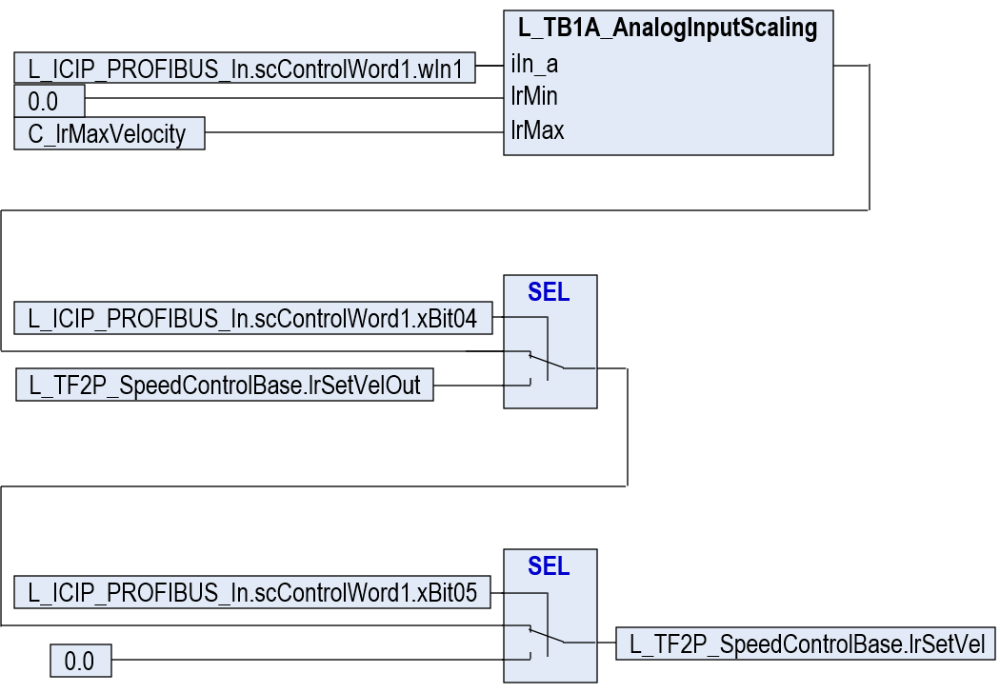 L_TB1A_AnalogInputScaling
L_ICIP_PROFIBUS_In.scControlWord1.wIn1
iIn_a
0.0
lrMin
C_lrMaxVelocity
lrMax
SEL
L_ICIP_PROFIBUS_In.scControlWord1.xBit04
L_TF2P_SpeedControlBase.lrSetVelOut
SEL
L_ICIP_PROFIBUS_In.scControlWord1.xBit05
L_TF2P_SpeedControlBase.lrSetVel
0.0